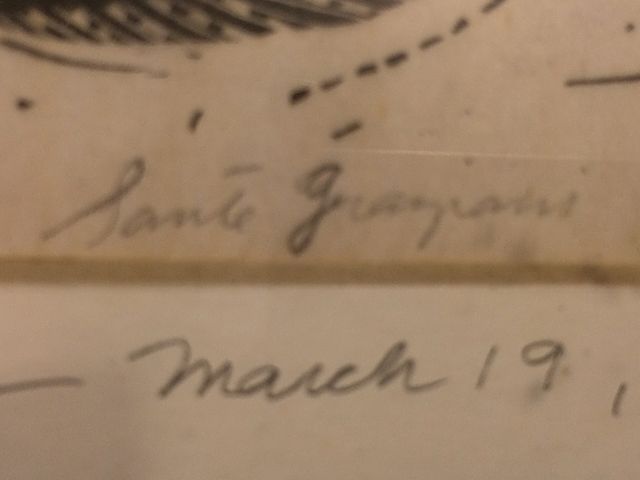 Sante Graziani
— March 19,